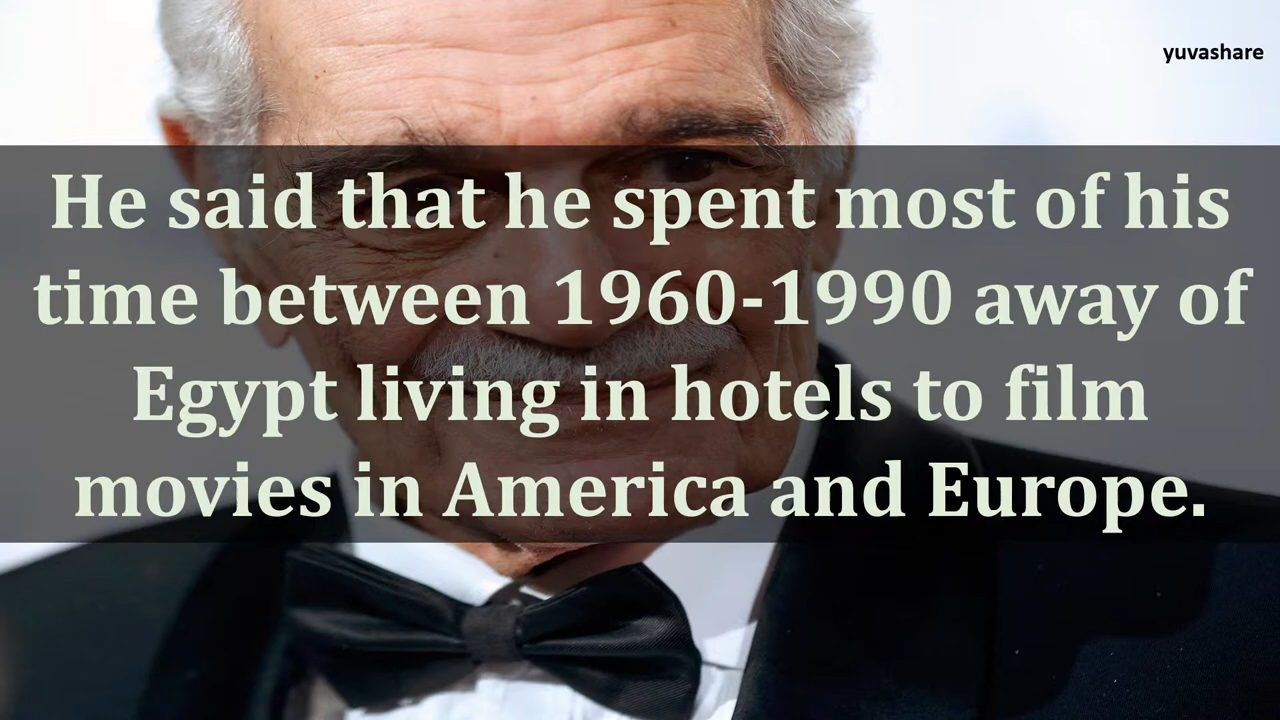 yuvashare
He said that he spent most of his
time between 1960-1990 away of
Egypt living in hotels to film
movies in America and Europe.